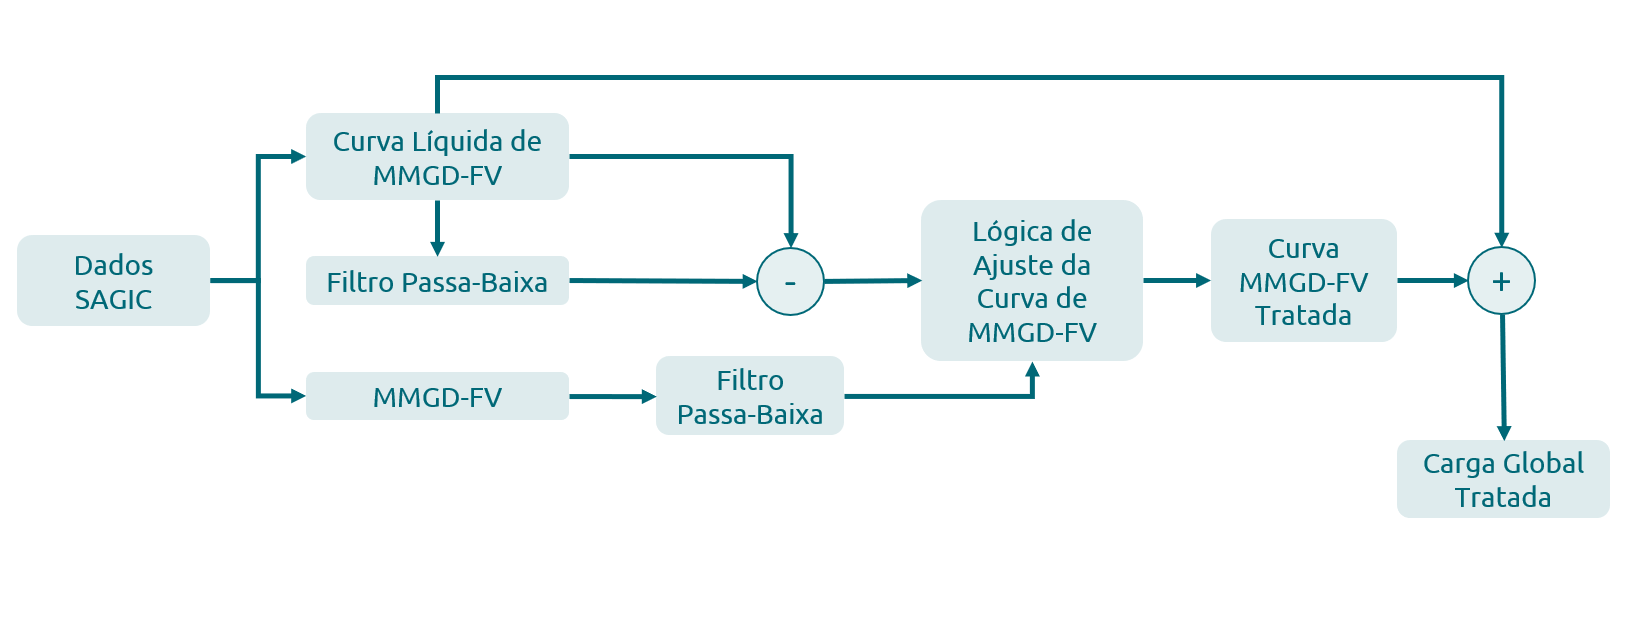 Curva Líquida de
MMGD-FV
Dados
SAGIC
Filtro Passa-Baixa
-
Lógica de
Ajuste da
Curva de
MMGD-FV
Curva
MMGD-FV
Tratada
+
MMGD-FV
Filtro
Passa-Baixa
Carga Global
Tratada